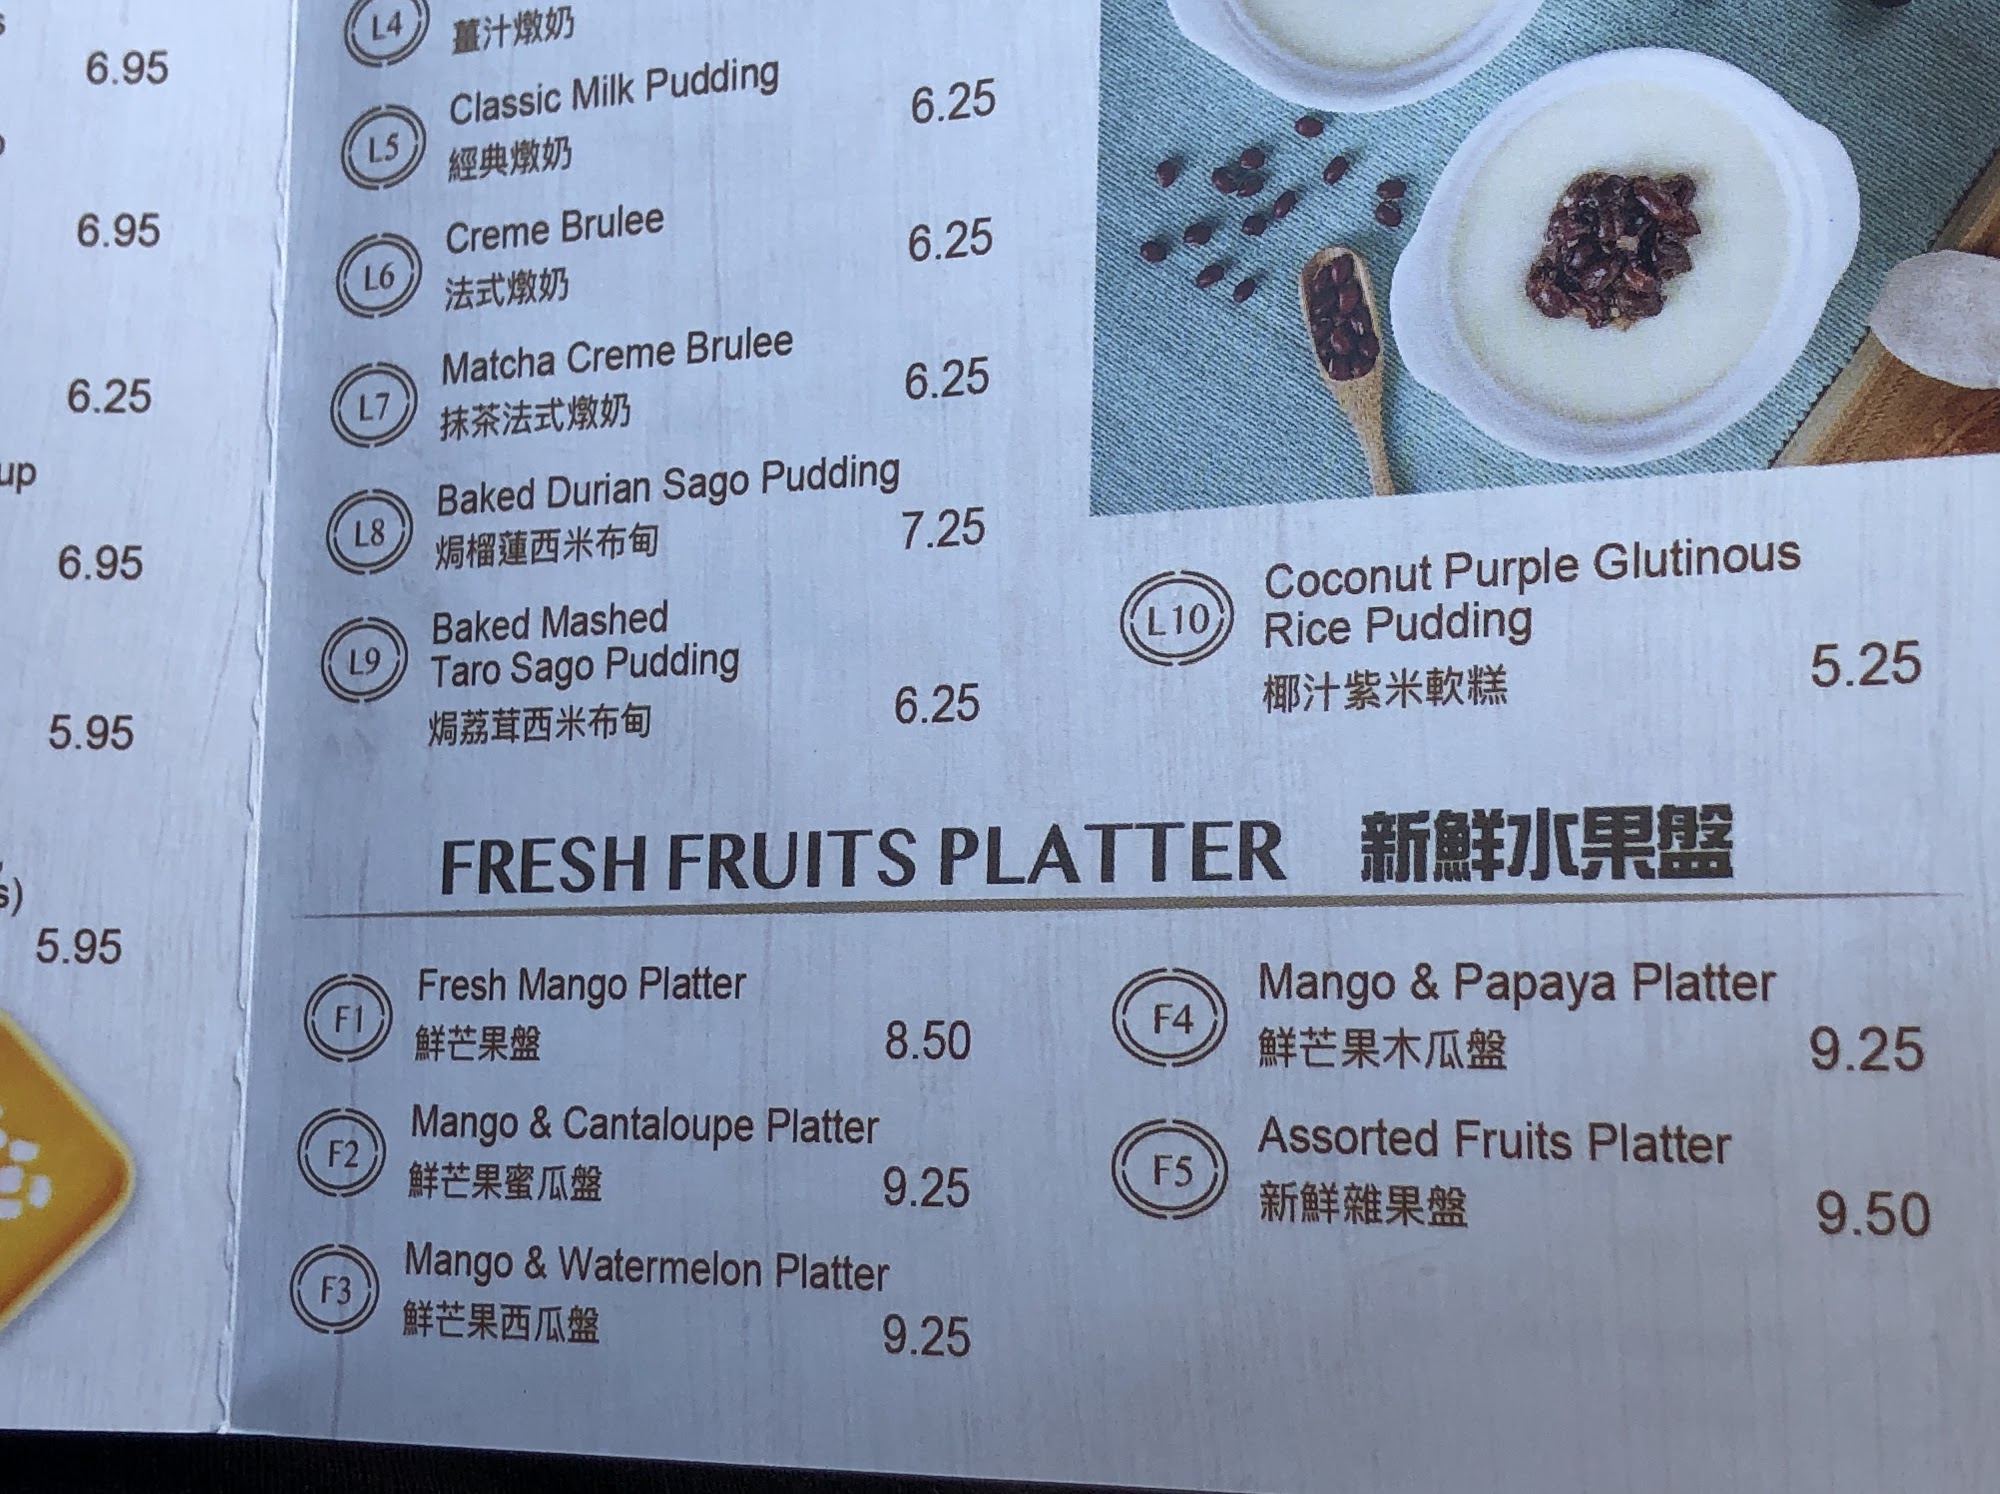 6.95
6.95
6.25
up
6.95
5.95
s)
5.95
L4
薑汁燉奶
L5
Classic Milk Pudding
經典燉奶
6.25
L6
Creme Brulee
法式燉奶
6.25
L7
Matcha Creme Brulee
抹茶法式燉奶
6.25
L8
Baked Durian Sago Pudding
焗榴蓮西米布甸
7.25
L9
Baked Mashed
Taro Sago Pudding
焗荔茸西米布甸
6.25
L10
Coconut Purple Glutinous
Rice Pudding
椰汁紫米軟糕
5.25
FRESH FRUITS PLATTER 新鮮水果盤
F1
Fresh Mango Platter
鮮芒果盤
8.50
F2
Mango & Cantaloupe Platter
鮮芒果蜜瓜盤
9.25
F3
Mango & Watermelon Platter
鮮芒果西瓜盤
9.25
F4
Mango & Papaya Platter
鮮芒果木瓜盤
9.25
F5
Assorted Fruits Platter
新鮮雜果盤
9.50